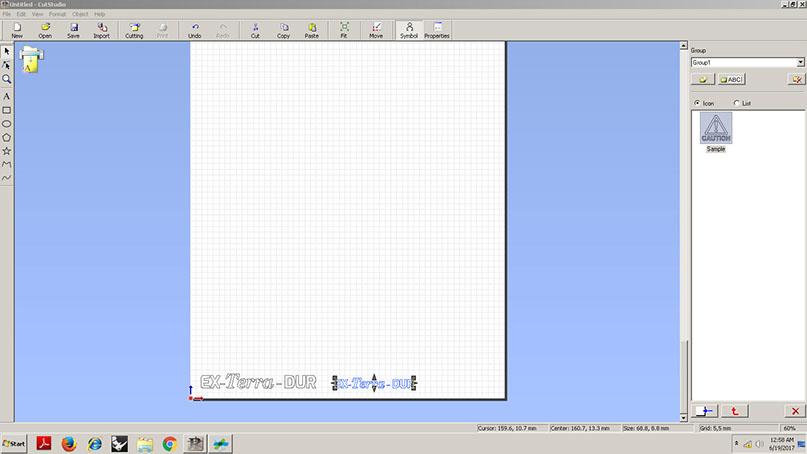 Untitled - CutStudio
File Edit View Format Object Help
New Open Save Import Cutting Undo Redo Cut Copy Paste Fit Move Symbol Properties
Group
Group1
ABC
Icon List
CAUTION
Sample
A
EX-Terra-DUR EX-Terra-DUR
Cursor: 159.6, 10.7 mm Center: 160.7, 13.3 mm Size: 68.8, 8.8 mm Grid: 5,5 mm 60%
Start
12:58 AM
6/19/2017